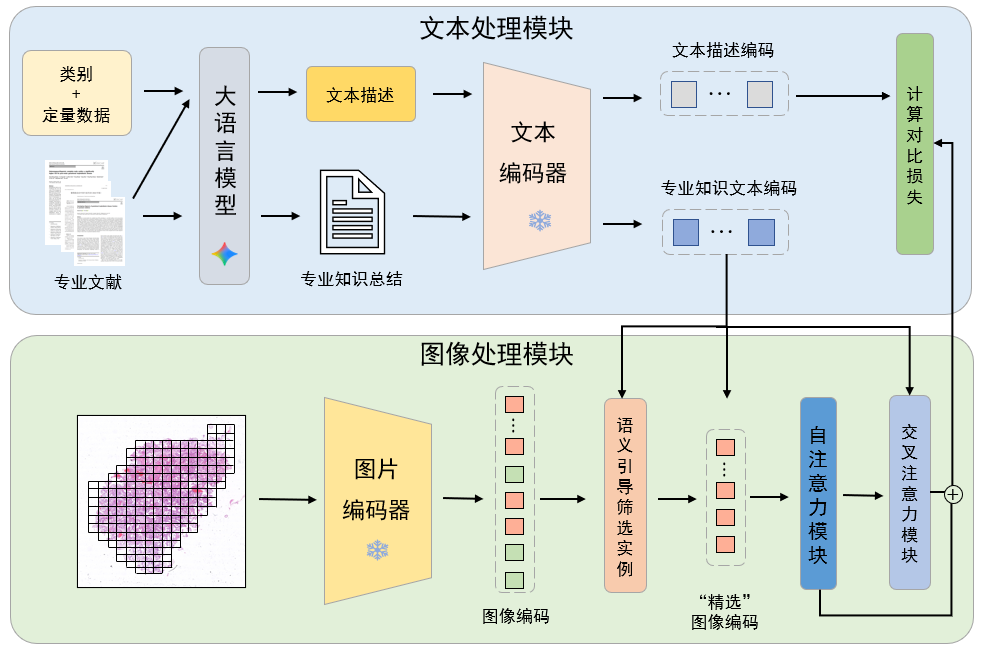 文本处理模块
类别
+
定量数据
专业文献
大语言模型
文本描述
专业知识总结
文本
编码器
文本描述编码
···
专业知识文本编码
···
计算对比损失
图像处理模块
图片
编码器
图像编码
语义引导筛选实例
“精选”
图像编码
自注意力模块
交叉注意力模块
+